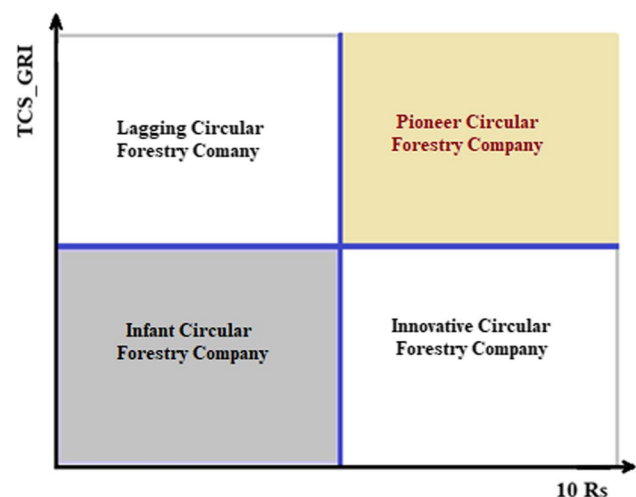 TCS_GRI
Lagging Circular
Forestry Comany
Pioneer Circular
Forestry Company
Infant Circular
Forestry Company
Innovative Circular
Forestry Company
10 Rs